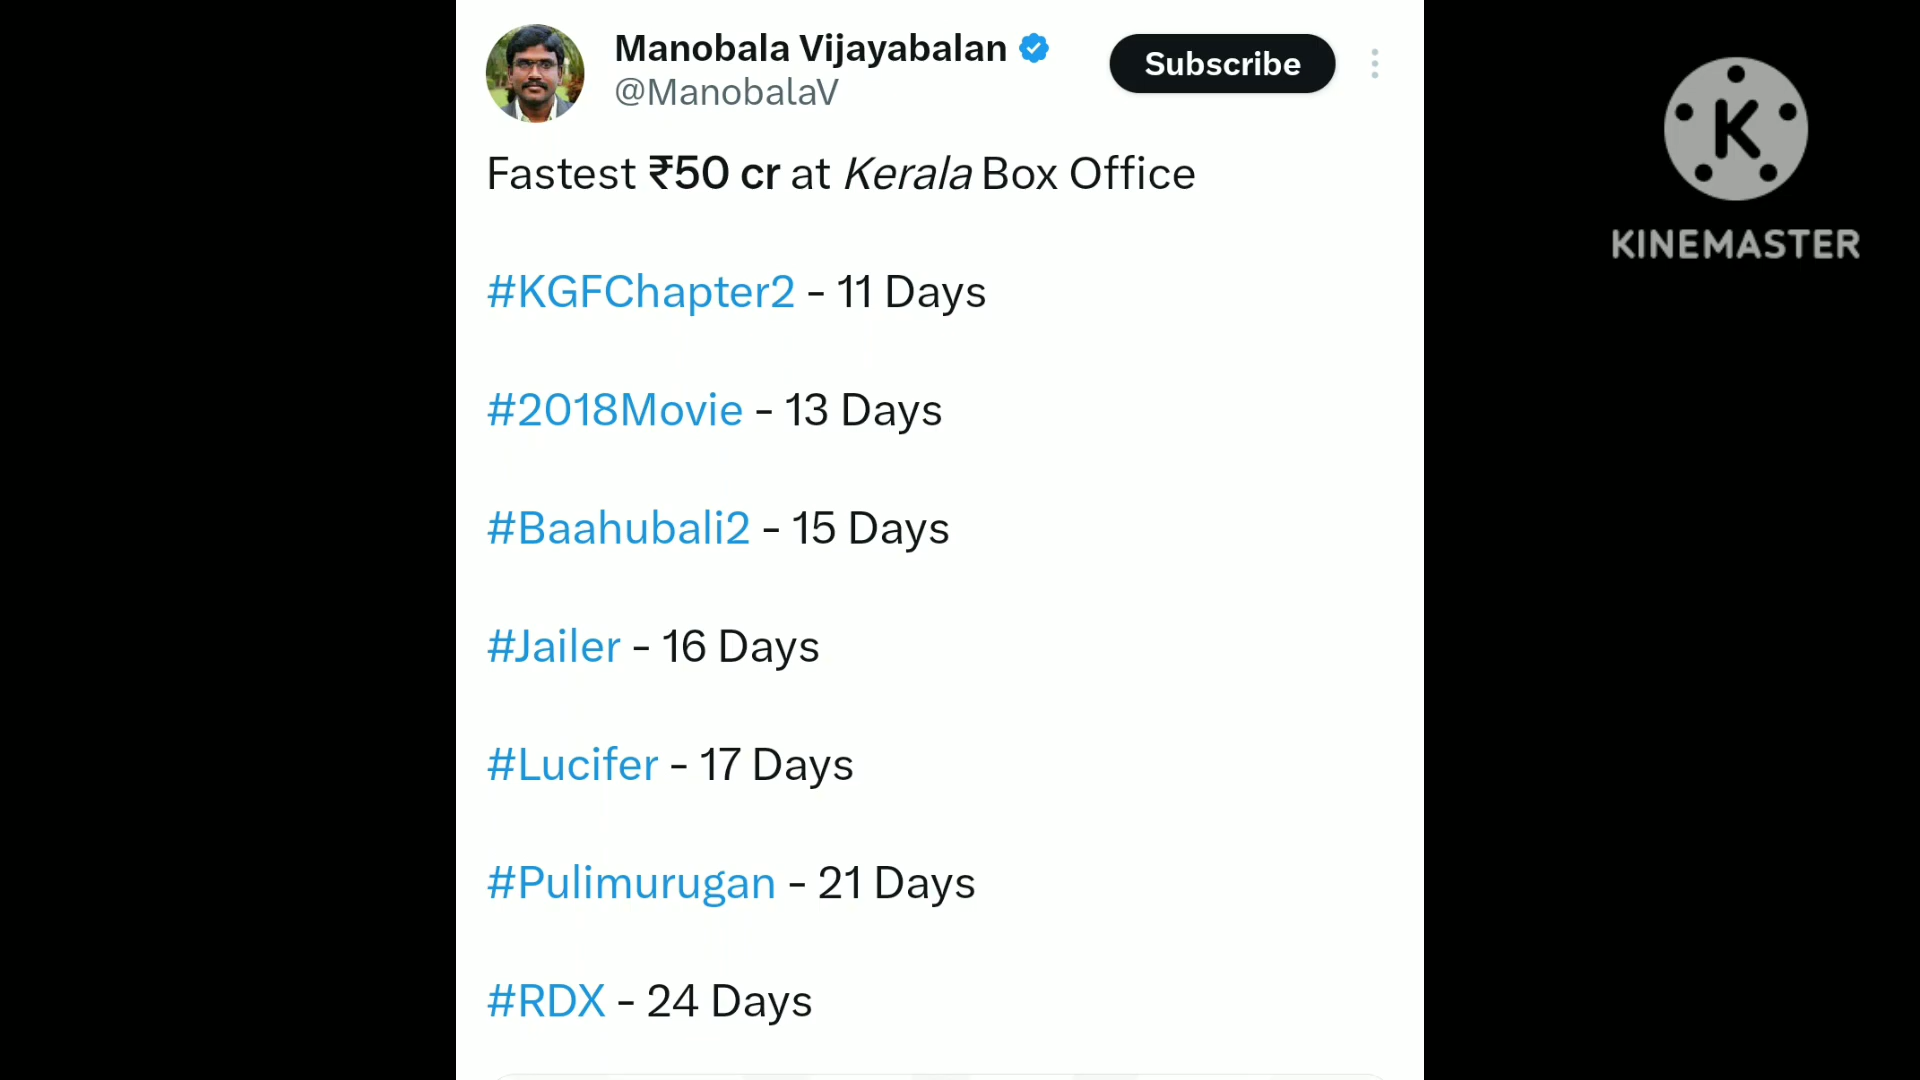 Manobala Vijayabalan
@ManobalaV
Subscribe
Fastest ₹50 cr at Kerala Box Office
#KGFChapter2 - 11 Days
#2018Movie - 13 Days
#Baahubali2 - 15 Days
#Jailer - 16 Days
#Lucifer - 17 Days
#Pulimurugan - 21 Days
#RDX - 24 Days
K
KINEMASTER